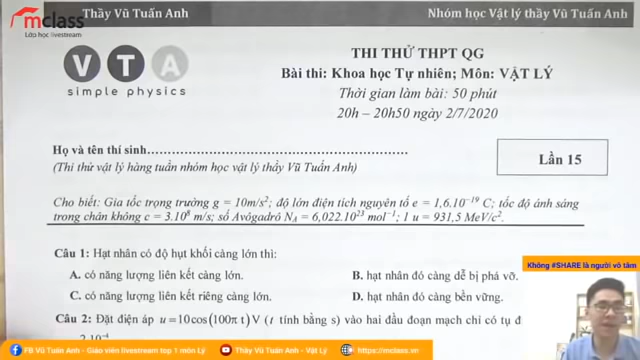 mclass
Lớp học livestream
Thầy Vũ Tuấn Anh
Nhóm học Vật lý thầy Vũ Tuấn Anh
VTA
simple physics
THI THỬ THPT QG
Bài thi: Khoa học Tự nhiên; Môn: VẬT LÝ
Thời gian làm bài: 50 phút
20h – 20h50 ngày 2/7/2020
Họ và tên thí sinh...............................................
(Thi thử vật lý hàng tuần nhóm học vật lý thầy Vũ Tuấn Anh)
Lần 15
Cho biết: Gia tốc trọng trường g = 10m/s²; độ lớn điện tích nguyên tố e = 1,6.10⁻¹⁹ C; tốc độ ánh sáng
trong chân không c = 3.10⁸ m/s; số Avôgadrô N_A = 6,022.10²³ mol⁻¹; 1 u = 931,5 MeV/c².
Câu 1: Hạt nhân có độ hụt khối càng lớn thì:
A. có năng lượng liên kết càng lớn.
B. hạt nhân đó càng dễ bị phá vỡ.
C. có năng lượng liên kết riêng càng lớn.
D. hạt nhân đó càng bền vững.
Không #SHARE là người vô tâm
Câu 2: Đặt điện áp u=10cos(100π t)V (t tính bằng s) vào hai đầu đoạn mạch chỉ có tụ đ
2.10⁻⁴
FB Vũ Tuấn Anh - Giáo viên livestream top 1 môn Lý
Thầy Vũ Tuấn Anh - Vật Lý
https://mclass.vn